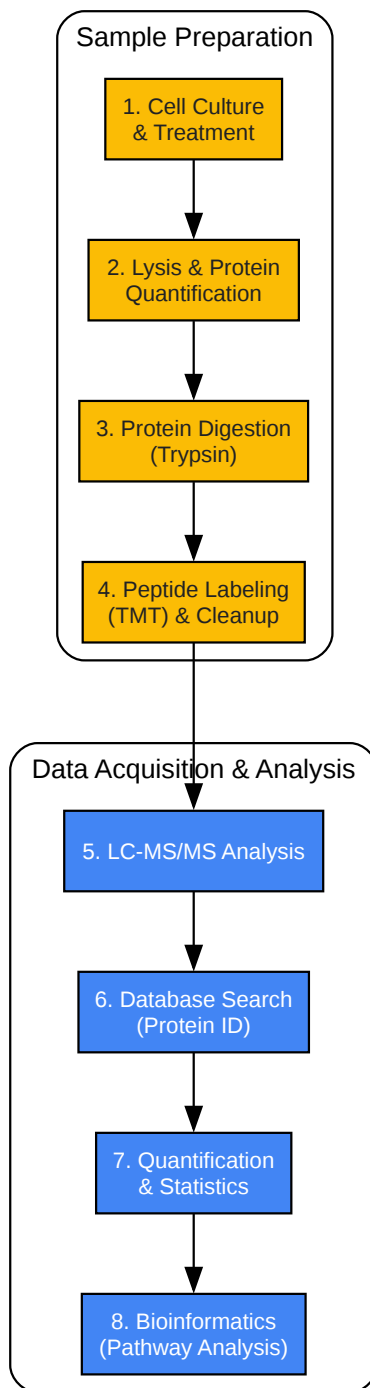 Sample Preparation
1. Cell Culture
& Treatment
2. Lysis & Protein
Quantification
3. Protein Digestion
(Trypsin)
4. Peptide Labeling
(TMT) & Cleanup
Data Acquisition & Analysis
5. LC-MS/MS Analysis
6. Database Search
(Protein ID)
7. Quantification
& Statistics
8. Bioinformatics
(Pathway Analysis)